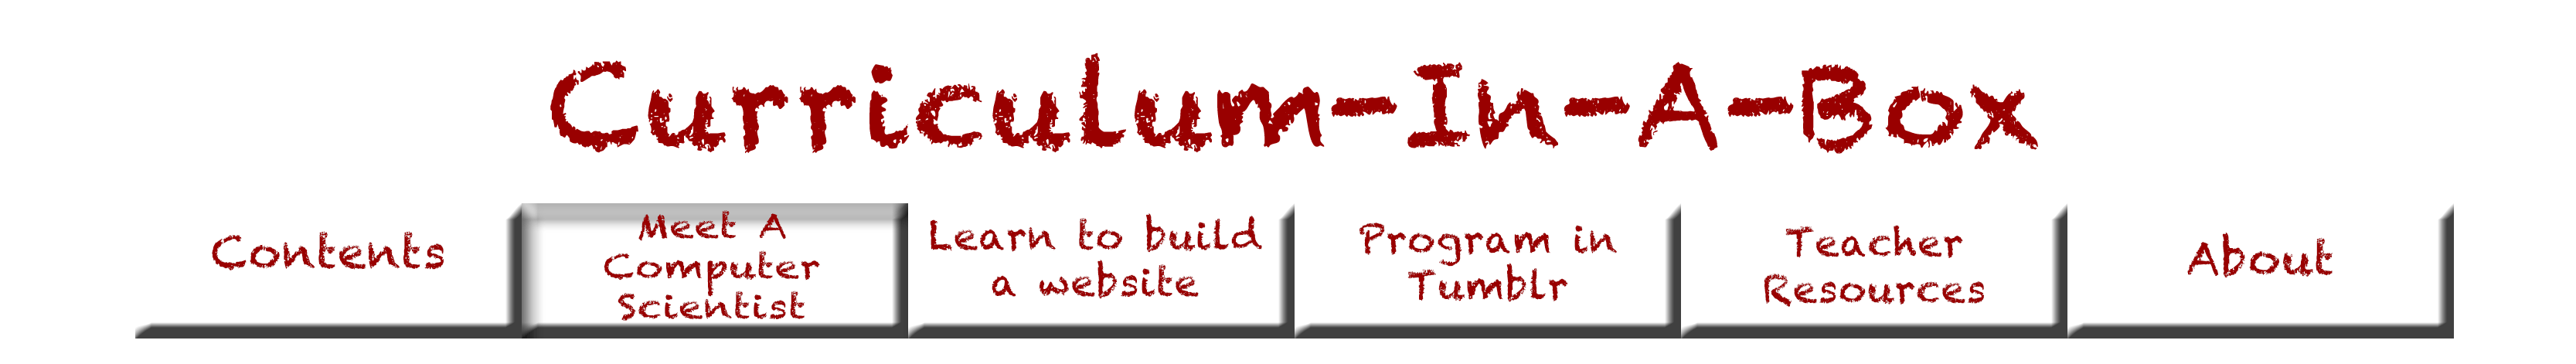 Curriculum-In-A-Box
Contents
Meet A
Computer
Scientist
Learn to build
a website
Program in
Tumblr
Teacher
Resources
About